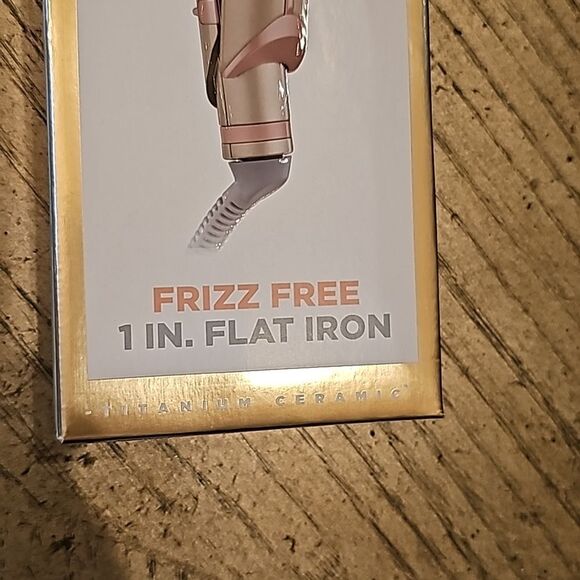 FRIZZ FREE
1 IN. FLAT IRON
TITANIUM CERAMIC